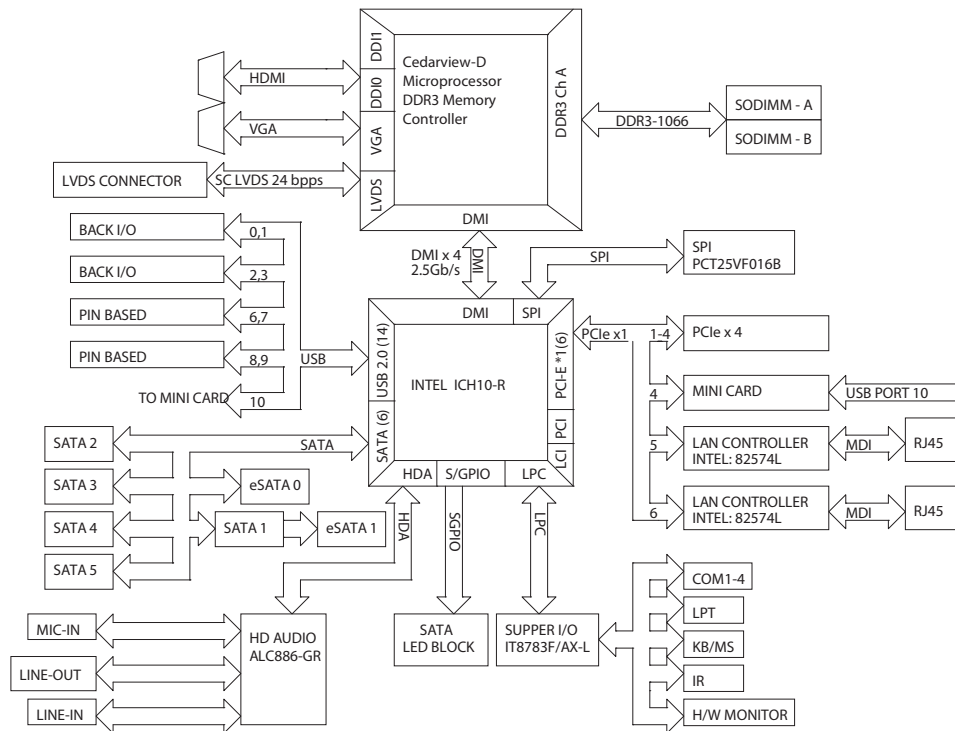 HDMI
VGA
LVDS CONNECTOR
SC LVDS 24 bpps
DDI1
DDI0
VGA
LVDS
Cedarview-D
Microprocessor
DDR3 Memory
Controller
DDR3 Ch A
DMI
DDR3-1066
SODIMM - A
SODIMM - B
DMI x 4
2.5Gb/s
DMI
SPI
SPI
PCT25VF016B
BACK I/O
0,1
BACK I/O
2,3
PIN BASED
6,7
PIN BASED
8,9
TO MINI CARD
10
USB
DMI
SPI
USB 2.0 (14)
SATA (6)
INTEL ICH10-R
PCI-E *1(6)
PCI
LCI
HDA
S/GPIO
LPC
PCIe x1
1-4
PCIe x 4
4
MINI CARD
USB PORT 10
5
LAN CONTROLLER
INTEL: 82574L
MDI
RJ45
6
LAN CONTROLLER
INTEL: 82574L
MDI
RJ45
SATA 2
SATA
SATA 3
eSATA 0
SATA 4
SATA 1
eSATA 1
SATA 5
HDA
SGPIO
LPC
MIC-IN
LINE-OUT
LINE-IN
HD AUDIO
ALC886-GR
SATA
LED BLOCK
SUPPER I/O
IT8783F/AX-L
COM1-4
LPT
KB/MS
IR
H/W MONITOR